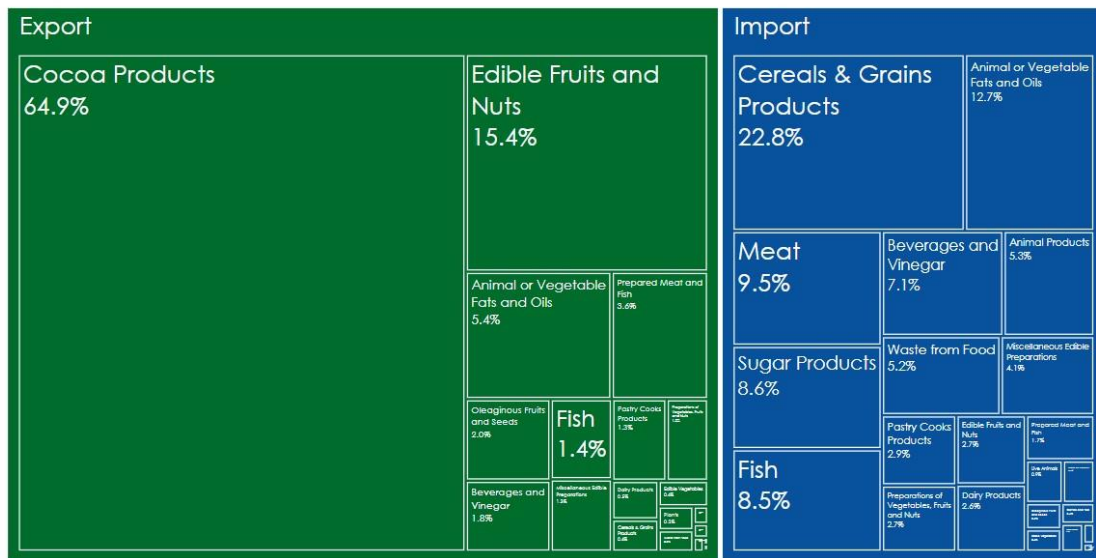 Export
Cocoa Products
64.9%
Edible Fruits and
Nuts
15.4%
Animal or Vegetable
Fats and Oils
5.4%
Prepared Meat and
Fish
3.6%
Oleaginous Fruits
and Seeds
2.0%
Fish
1.4%
Pastry Cooks
Products
1.3%
Preparations of
Vegetables, Fruits
and Nuts
Beverages and
Vinegar
1.8%
Miscellaneous Edible
Preparations
Dairy Products
Edible Vegetables
Cereals & Grains
Products
Plants
Import
Cereals & Grains
Products
22.8%
Animal or Vegetable
Fats and Oils
12.7%
Meat
9.5%
Beverages and
Vinegar
7.1%
Animal Products
5.3%
Sugar Products
8.6%
Waste from Food
5.2%
Miscellaneous Edible
Preparations
4.1%
Fish
8.5%
Pastry Cooks
Products
2.9%
Edible Fruits and
Nuts
2.7%
Prepared Meat and
Fish
1.7%
Preparations of
Vegetables, Fruits
and Nuts
2.7%
Dairy Products
2.6%
Live Animals